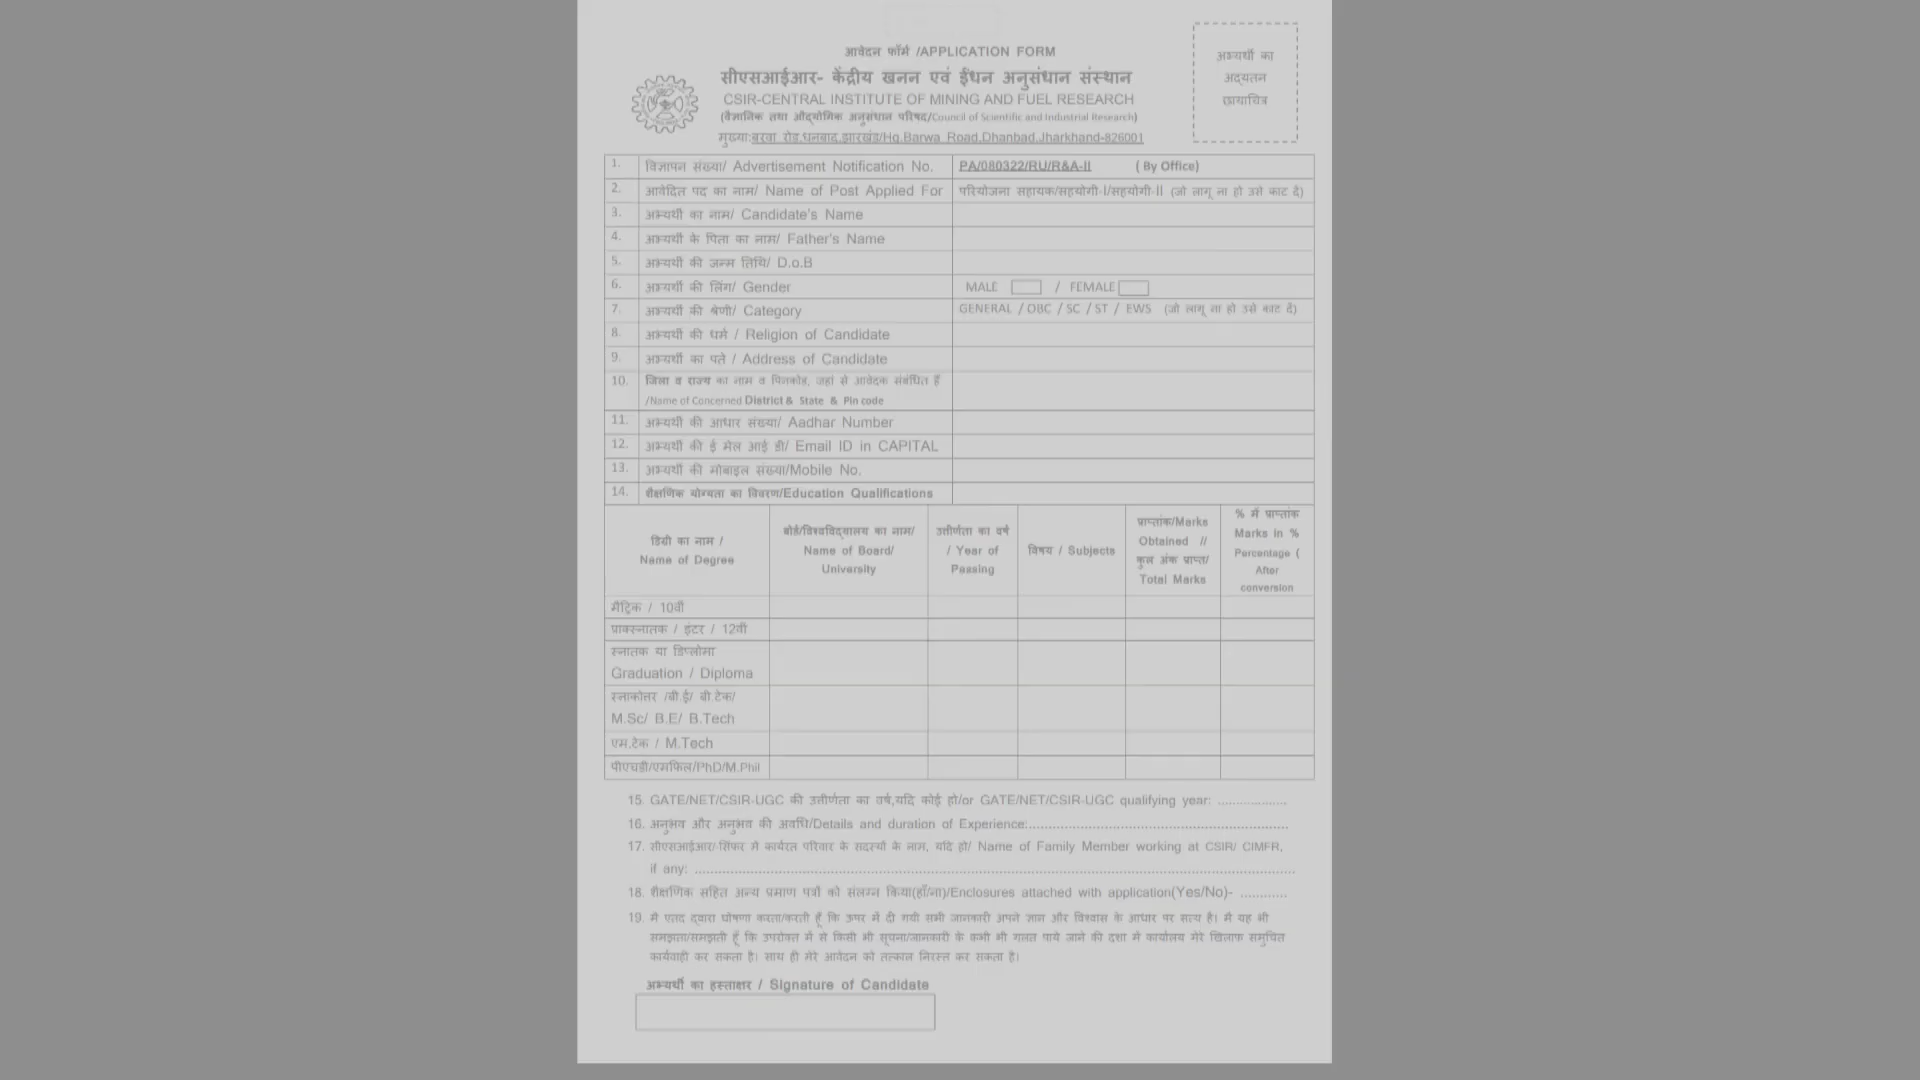 आवेदन फॉर्म /APPLICATION FORM
सीएसआईआर- केंद्रीय खनन एवं ईंधन अनुसंधान संस्थान
CSIR-CENTRAL INSTITUTE OF MINING AND FUEL RESEARCH
(वैज्ञानिक तथा औद्योगिक अनुसंधान परिषद/Council of Scientific and Industrial Research)
मुख्या:बरवा रोड,धनबाद,झारखंड/Hq.Barwa Road,Dhanbad,Jharkhand-826001
अभ्यर्थी का
अद्यतन
छायाचित्र
1. विज्ञापन संख्या/ Advertisement Notification No. PA/080322/RU/R&A-II ( By Office)
2. आवेदित पद का नाम/ Name of Post Applied For परियोजना सहायक/सहयोगी-I/सहयोगी-II (जो लागू ना हो उसे काट दें)
3. अभ्यर्थी का नाम/ Candidate's Name
4. अभ्यर्थी के पिता का नाम/ Father's Name
5. अभ्यर्थी की जन्म तिथि/ D.o.B
6. अभ्यर्थी की लिंग/ Gender MALE / FEMALE
7. अभ्यर्थी की श्रेणी/ Category GENERAL / OBC / SC / ST / EWS (जो लागू ना हो उसे काट दें)
8. अभ्यर्थी की धर्म / Religion of Candidate
9. अभ्यर्थी का पते / Address of Candidate
10. जिला व राज्य का नाम व पिनकोड, जहां से आवेदक संबंधित हैं
/Name of Concerned District & State & Pin code
11. अभ्यर्थी की आधार संख्या/ Aadhar Number
12. अभ्यर्थी की ई मेल आई डी/ Email ID in CAPITAL
13. अभ्यर्थी की मोबाइल संख्या/Mobile No.
14. शैक्षणिक योग्यता का विवरण/Education Qualifications
डिग्री का नाम /
Name of Degree
बोर्ड/विश्वविद्यालय का नाम/
Name of Board/
University
उत्तीर्णता का वर्ष
/ Year of
Passing
विषय / Subjects
प्राप्तांक/Marks
Obtained //
कुल अंक प्राप्त/
Total Marks
% में प्राप्तांक
Marks in %
Percentage (
After
conversion
मैट्रिक / 10वीं
प्राक्स्नातक / इंटर / 12वीं
स्नातक या डिप्लोमा
Graduation / Diploma
स्नाकोत्तर /बी.ई/ बी.टेक/
M.Sc/ B.E/ B.Tech
एम.टेक / M.Tech
पीएचडी/एमफिल/PhD/M.Phil
15. GATE/NET/CSIR-UGC की उत्तीर्णता का वर्ष,यदि कोई हो/or GATE/NET/CSIR-UGC qualifying year: ..................
16. अनुभव और अनुभव की अवधि/Details and duration of Experience:..................................................................
17. सीएसआईआर/-सिंफर में कार्यरत परिवार के सदस्यों के नाम, यदि हो/ Name of Family Member working at CSIR/ CIMFR,
if any: ........................................................................................................................
18. शैक्षणिक सहित अन्य प्रमाण पत्रों को संलग्न किया(हाँ/ना)/Enclosures attached with application(Yes/No)- ............
19. मैं एतद द्वारा घोषणा करता/करती हूँ कि उपर में दी गयी सभी जानकारी अपने ज्ञान और विश्वास के आधार पर सत्य है। मैं यह भी
समझता/समझती हूँ कि उपरोक्त में से किसी भी सूचना/जानकारी के कभी भी गलत पाये जाने की दशा में कार्यालय मेरे खिलाफ समुचित
कार्यवाही कर सकता है। साथ ही मेरे आवेदन को तत्काल निरस्त कर सकता है।
अभ्यर्थी का हस्ताक्षर / Signature of Candidate